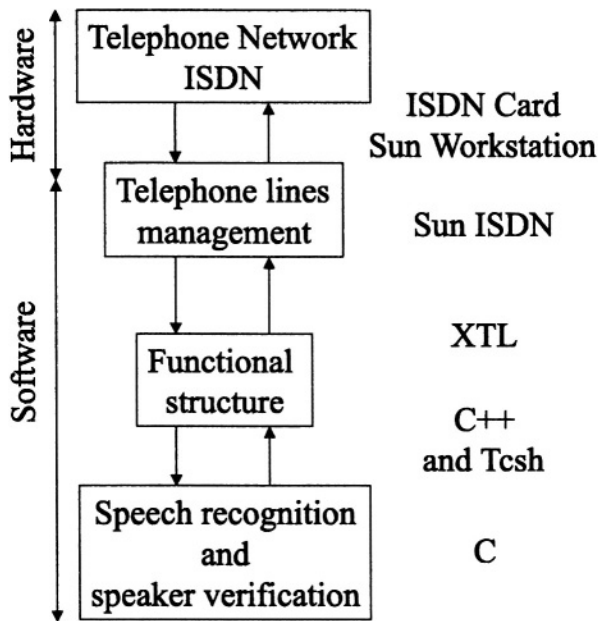 Hardware
Software
Telephone Network
ISDN
ISDN Card
Sun Workstation
Telephone lines
management
Sun ISDN
XTL
Functional
structure
C++
and Tcsh
Speech recognition
and
speaker verification
C